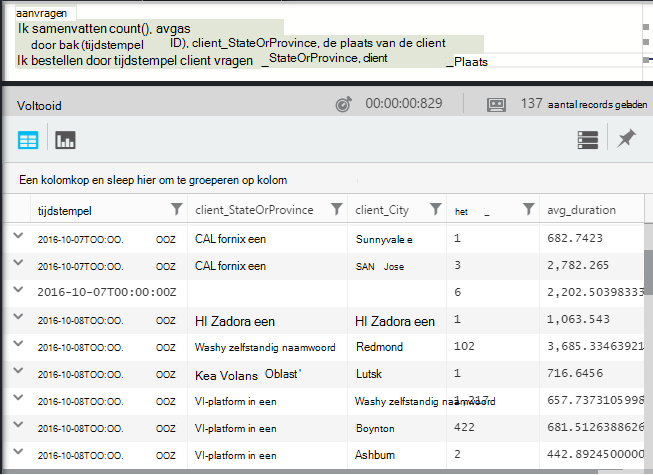 aanvragen
Ik samenvatten count(), avgas
door bak (tijdstempel ID), client_StateOrProvince, de plaats van de client
Ik bestellen door tijdstempel client vragen _StateOrProvince, client _Plaats
Voltooid 00:00:00:829 137 aantal records geladen
Een kolomkop en sleep hier om te groeperen op kolom
tijdstempel client_StateOrProvince client_City het _ avg_duration
2016-10-07TOO:OO. OOZ CAL fornix een Sunnyvale e 1 682.7423
2016-10-07TOO:OO. OOZ CAL fornix een SAN Jose 3 2,782.265
2016-10-07T00:00:00Z 6 2,202.50398333
2016-10-08TOO:OO. OOZ HI Zadora een HI Zadora een 1 1,063.543
2016-10-08TOO:OO. OOZ Washy zelfstandig naamwoord Redmond 102 3,685.33463921
2016-10-08TOO:OO. OOZ Kea Volans Oblast' Lutsk 1 716.6456
2016-10-08TOO:OO. OOZ VI-platform in een Washy zelfstandig naamwoord 1,217 657.7373105998
2016-10-08TOO:OO. OOZ VI-platform in een Boynton 422 681.5126388626
2016-10-08TOO:OO. OOZ VI-platform in een Ashbum 2 442.8924500000